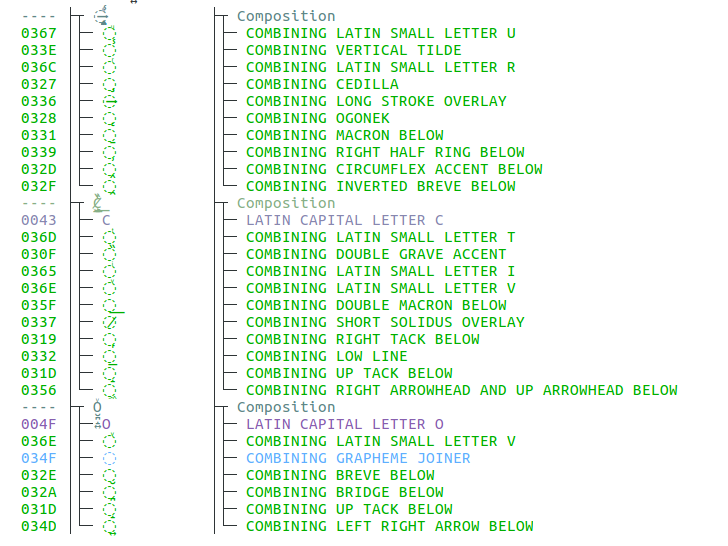 ---- Composition
0367 COMBINING LATIN SMALL LETTER U
033E COMBINING VERTICAL TILDE
036C COMBINING LATIN SMALL LETTER R
0327 COMBINING CEDILLA
0336 COMBINING LONG STROKE OVERLAY
0328 COMBINING OGONEK
0331 COMBINING MACRON BELOW
0339 COMBINING RIGHT HALF RING BELOW
032D COMBINING CIRCUMFLEX ACCENT BELOW
032F COMBINING INVERTED BREVE BELOW
---- Composition
0043 C LATIN CAPITAL LETTER C
036D COMBINING LATIN SMALL LETTER T
030F COMBINING DOUBLE GRAVE ACCENT
0365 COMBINING LATIN SMALL LETTER I
036E COMBINING LATIN SMALL LETTER V
035F COMBINING DOUBLE MACRON BELOW
0337 COMBINING SHORT SOLIDUS OVERLAY
0319 COMBINING RIGHT TACK BELOW
0332 COMBINING LOW LINE
031D COMBINING UP TACK BELOW
0356 COMBINING RIGHT ARROWHEAD AND UP ARROWHEAD BELOW
---- Composition
004F O LATIN CAPITAL LETTER O
036E COMBINING LATIN SMALL LETTER V
034F COMBINING GRAPHEME JOINER
032E COMBINING BREVE BELOW
032A COMBINING BRIDGE BELOW
031D COMBINING UP TACK BELOW
034D COMBINING LEFT RIGHT ARROW BELOW